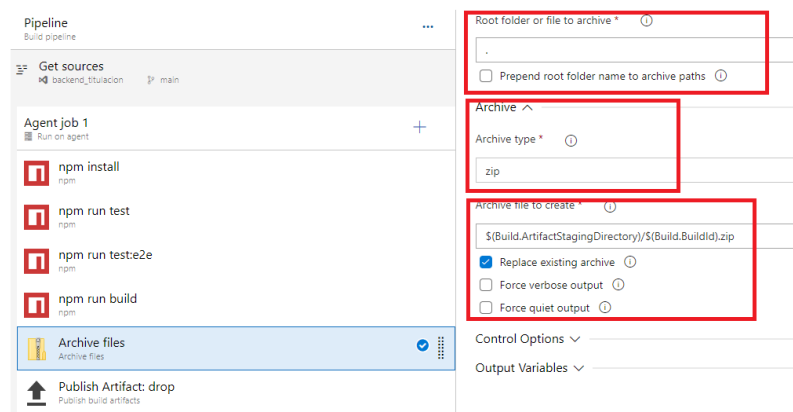 Pipeline
Build pipeline
...
Get sources
backend_titulacion main
Agent job 1
Run on agent
+
npm install
npm
npm run test
npm
npm run test:e2e
npm
npm run build
npm
Archive files
Archive files
Publish Artifact: drop
Publish build artifacts
Root folder or file to archive *
.
Prepend root folder name to archive paths
Archive
Archive type *
zip
Archive file to create *
$(Build.ArtifactStagingDirectory)/$(Build.BuildId).zip
Replace existing archive
Force verbose output
Force quiet output
Control Options
Output Variables